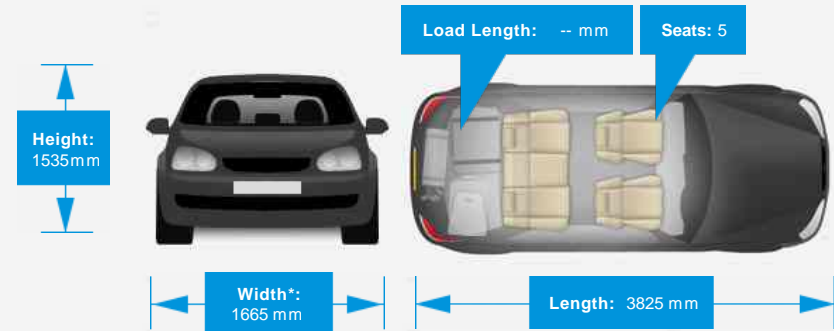 Load Length: -- mm
Seats: 5
Height:
1535mm
Width*:
1665 mm
Length: 3825 mm